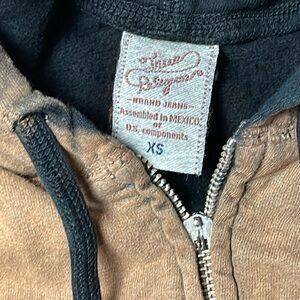 True
Religion
BRAND JEANS
Assembled in MEXICO
of
U.S. components
XS